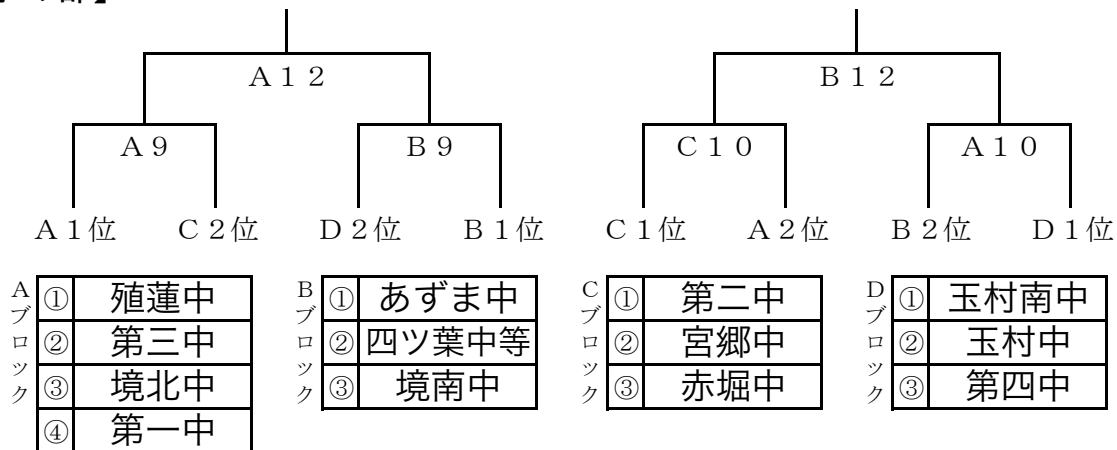 Ａ１２　Ｂ１２
Ａ９　Ｂ９　Ｃ１０　Ａ１０
Ａ１位　Ｃ２位　Ｄ２位　Ｂ１位　Ｃ１位　Ａ２位　Ｂ２位　Ｄ１位
Ａブロック
① 殖蓮中
② 第三中
③ 境北中
④ 第一中
Ｂブロック
① あずま中
② 四ツ葉中等
③ 境南中
Ｃブロック
① 第二中
② 宮郷中
③ 赤堀中
Ｄブロック
① 玉村南中
② 玉村中
③ 第四中